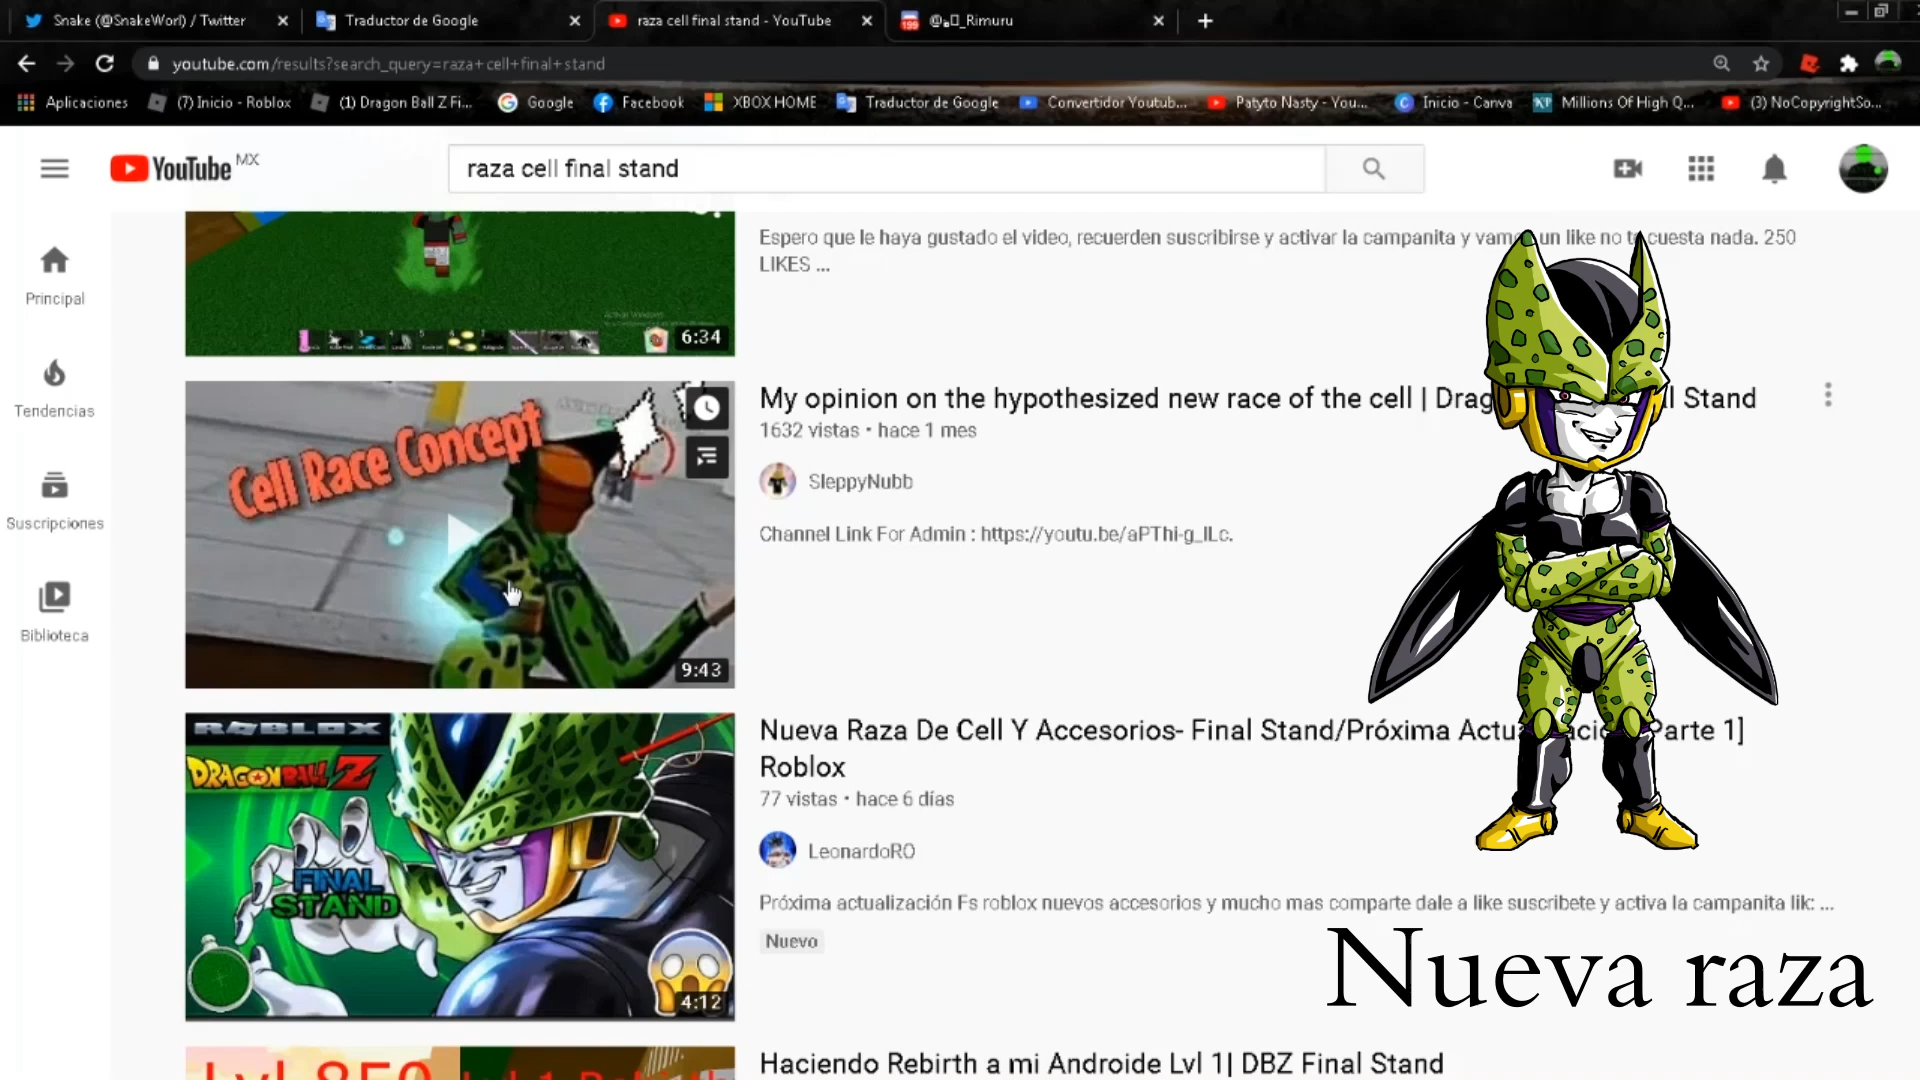 Snake (@SnakeWorl) / Twitter
Traductor de Google
raza cell final stand - YouTube
youtube.com/results?search_query=raza+cell+final+stand
Aplicaciones
(7) Inicio - Roblox
(1) Dragon Ball Z Fi...
Google
Facebook
XBOX HOME
Traductor de Google
Convertidor Youtub...
Patyto Nasty - You...
Inicio - Canva
Millions Of High Q...
(3) NoCopyrightSo...
YouTube MX
raza cell final stand
Principal
Tendencias
Suscripciones
Biblioteca
Espero que le haya gustado el video, recuerden suscribirse y activar la campanita y un like no cuesta nada. 250
LIKES ...
6:34
Cell Race Concept
9:43
My opinion on the hypothesized new race of the cell | Stand
1632 vistas • hace 1 mes
SleppyNubb
Channel Link For Admin : https://youtu.be/aPThi-g_ILc.
ROBLOX
DRAGON BALL Z
FINAL
STAND
4:12
Nueva Raza De Cell Y Accesorios- Final Stand/Próxima 1]
Roblox
77 vistas • hace 6 días
LeonardoRO
Próxima actualización Fs roblox nuevos accesorios y mucho mas comparte dale a like suscribete y activa la campanita lik: ...
Nuevo
Nueva raza
Haciendo Rebirth a mi Androide Lvl 1| DBZ Final Stand